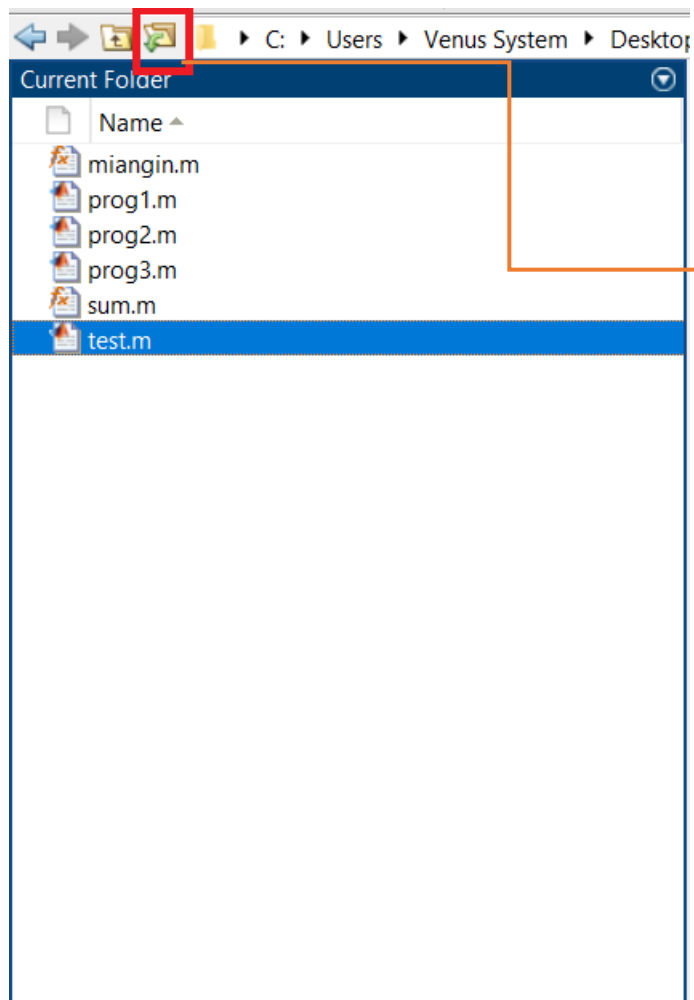 C: Users Venus System Desktop
Current Folder
Name
miangin.m
prog1.m
prog2.m
prog3.m
sum.m
test.m